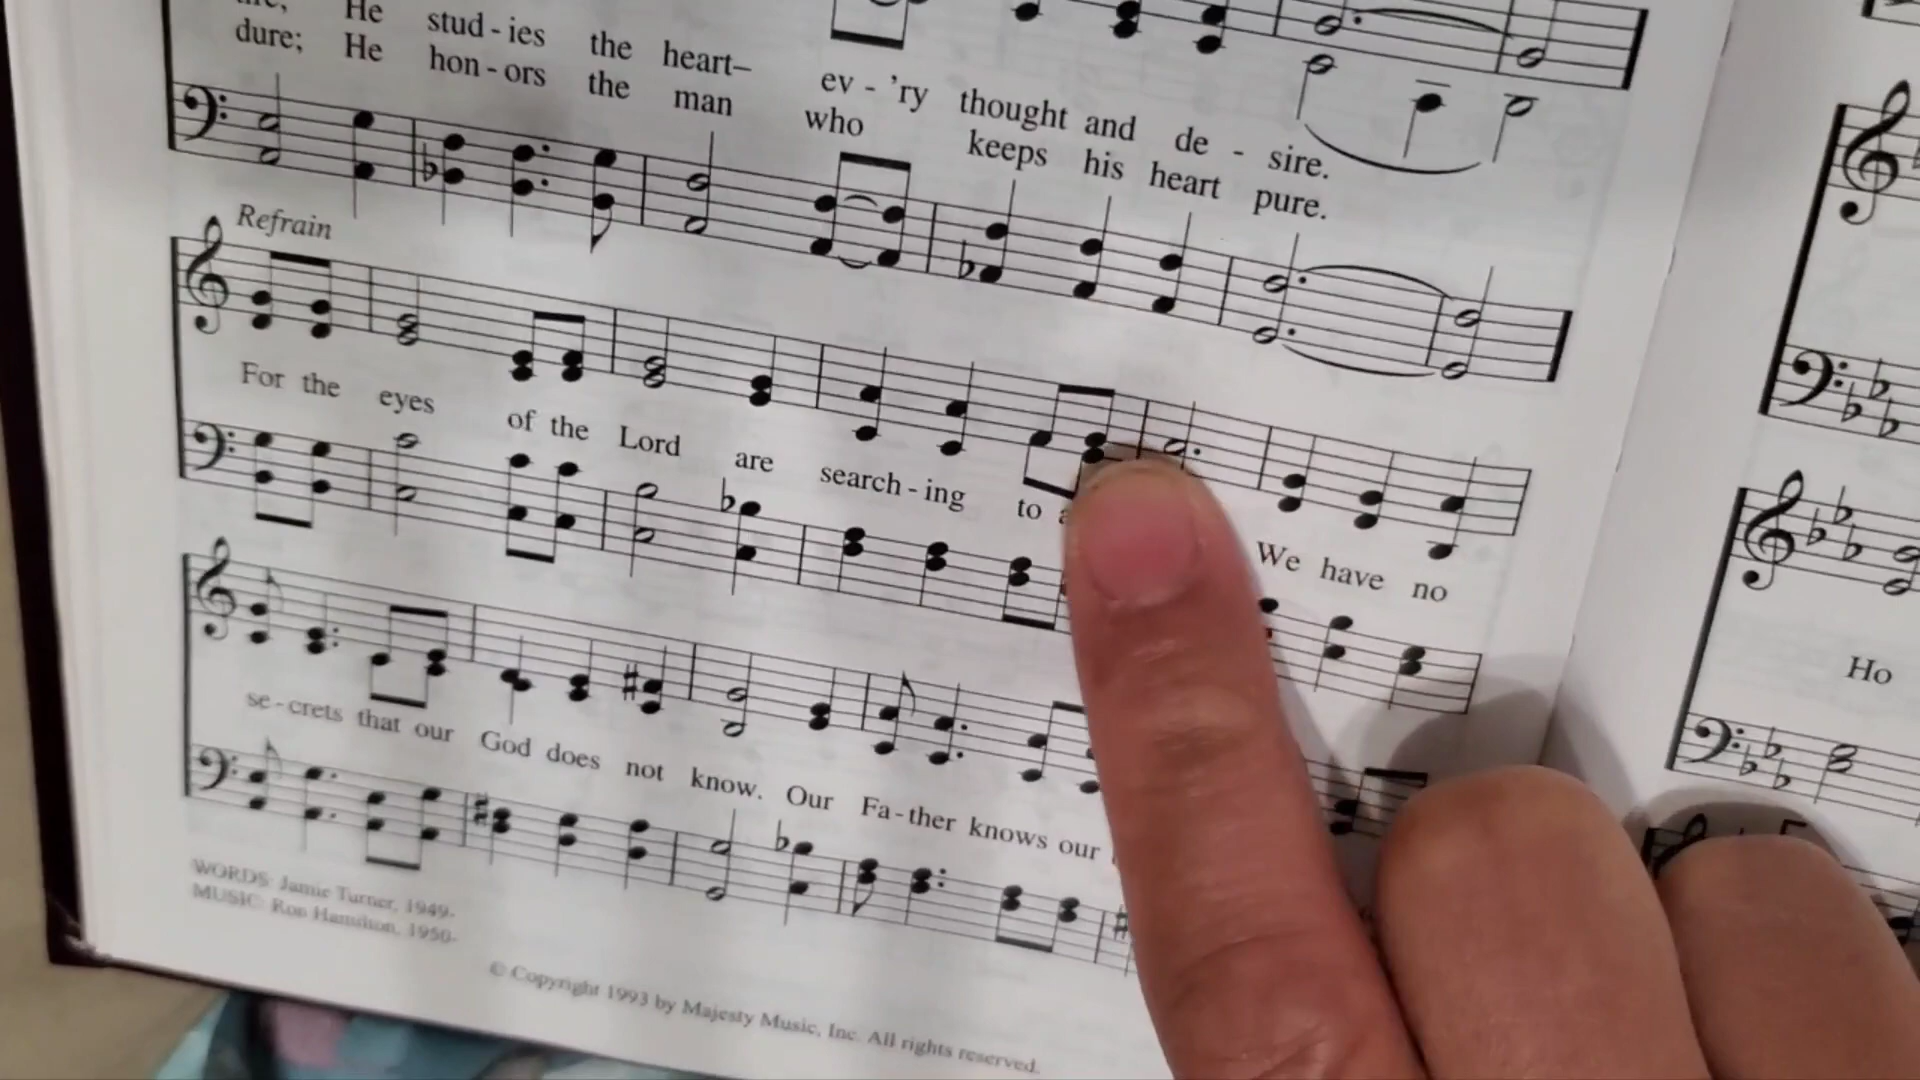 He stud - ies the heart– ev - 'ry thought and de - sire.
dure; He hon - ors the man who keeps his heart pure.
Refrain
For the eyes of the Lord are search - ing to We have no
se - crets that our God does not know. Our Fa - ther knows our
WORDS: Jamie Turner, 1949-
MUSIC: Ron Hamilton, 1950-
© Copyright 1993 by Majesty Music, Inc. All rights reserved.
Ho